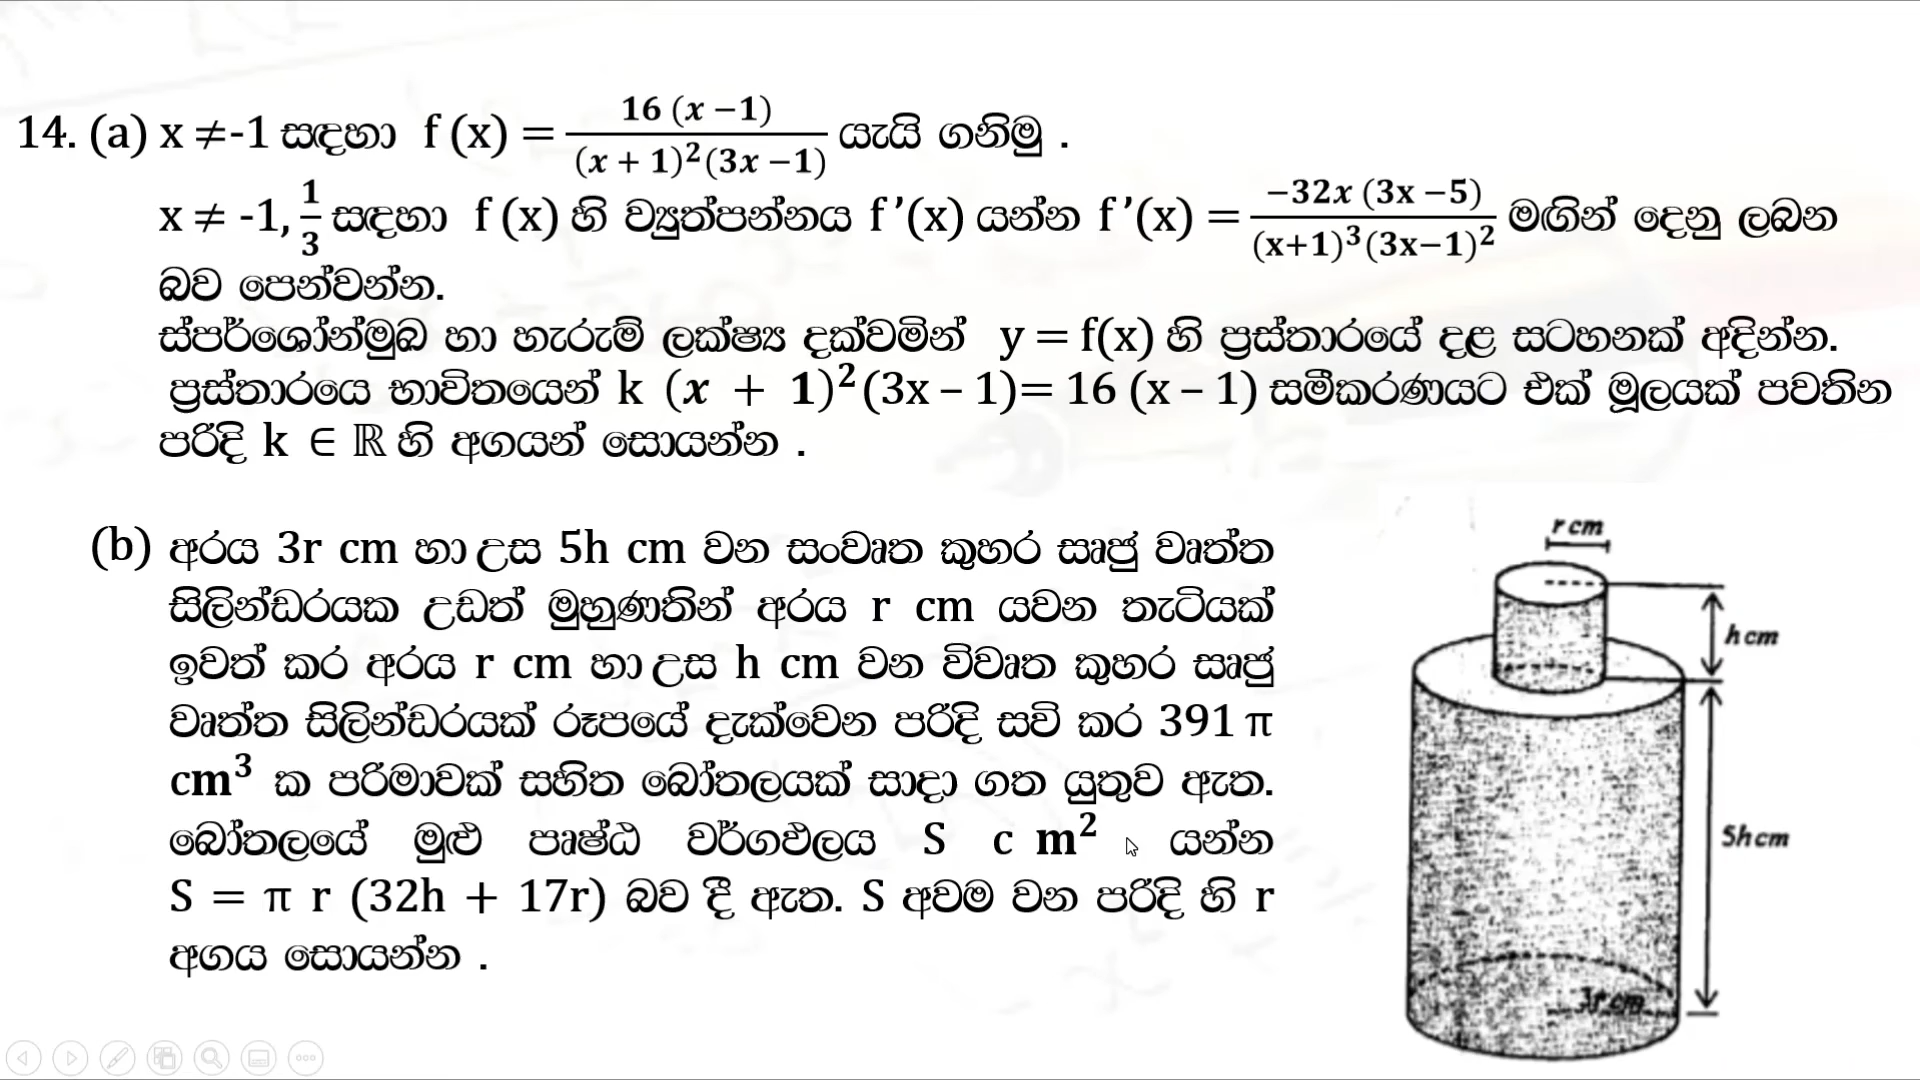 14. (a) x ≠ -1 සඳහා f (x) = 16 (x – 1) / (x + 1)²(3x – 1) යැයි ගනිමු .
x ≠ -1, 1/3 සඳහා f (x) හි ව්‍යුත්පන්නය f ’(x) යන්න f ’(x) = –32x (3x – 5) / (x+1)³(3x–1)² මඟින් දෙනු ලබන
බව පෙන්වන්න.
ස්පර්ශෝන්මුඛ හා හැරුම් ලක්ෂ්‍ය දක්වමින් y = f(x) හි ප්‍රස්තාරයේ දළ සටහනක් අදින්න.
ප්‍රස්තාරයෙ භාවිතයෙන් k (x + 1)²(3x – 1)= 16 (x – 1) සමීකරණයට එක් මූලයක් පවතින
පරිදි k ∈ ℝ හි අගයන් සොයන්න .
(b) අරය 3r cm හා උස 5h cm වන සංවෘත කුහර සෘජු වෘත්ත
සිලින්ඩරයක උඩත් මුහුණතින් අරය r cm යවන තැටියක්
ඉවත් කර අරය r cm හා උස h cm වන විවෘත කුහර සෘජු
වෘත්ත සිලින්ඩරයක් රූපයේ දැක්වෙන පරිදි සවි කර 391 π
cm³ ක පරිමාවක් සහිත බෝතලයක් සාදා ගත යුතුව ඇත.
බෝතලයේ මුළු පෘෂ්ඨ වර්ගඵලය S c m² යන්න
S = π r (32h + 17r) බව දී ඇත. S අවම වන පරිදි හි r
අගය සොයන්න .
r cm
h cm
5h cm
3r cm